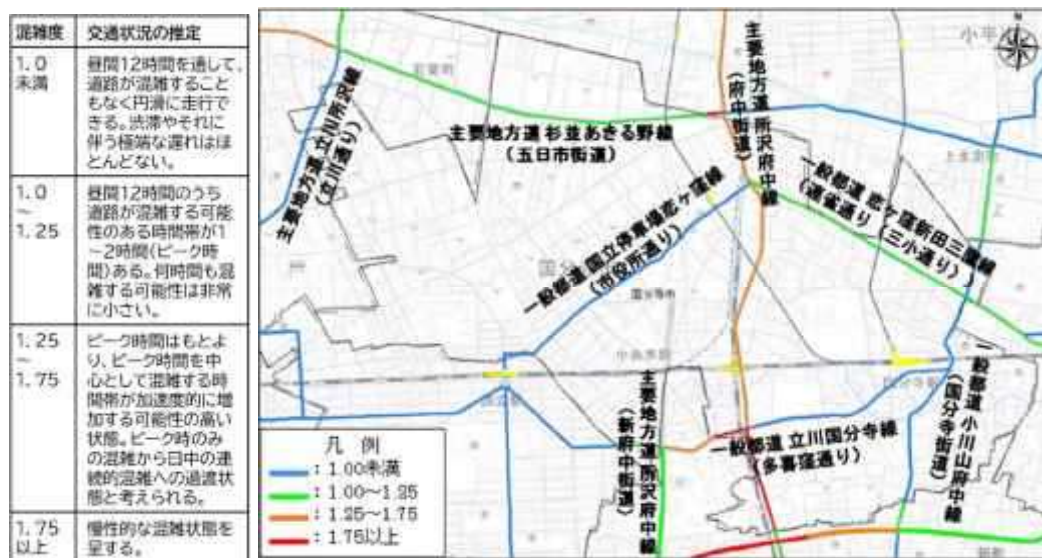 混雑度 交通状況の推定
1.0
未満
昼間12時間を通して、
道路が混雑すること
もなく円滑に走行で
きる。渋滞やそれに
伴う極端な遅れはほ
とんどない。
1.0
～
1.25
昼間12時間のうち
道路が混雑する可能
性のある時間帯が1
～2時間(ピーク時
間)ある。何時間も混
雑する可能性は非常
に小さい。
1.25
～
1.75
ピーク時間はもとよ
り、ピーク時間を中
心として混雑する時
間帯が加速度的に増
加する可能性の高い
状態。ピーク時のみ
の混雑から日中の連
続的混雑への過渡状
態と考えられる。
1.75
以上
慢性的な混雑状態を
呈する。
主要地方道 立川所沢線
(立川通り)
主要地方道 杉並あきる野線
(五日市街道)
主要地方道 所沢府中線
(府中街道)
小平
一般都道 国立停車場恋ヶ窪線
(市役所通り)
一般都道 恋ヶ窪新田三鷹線
(連雀通り) (三小通り)
国分
国分寺市
主要地方道 所沢府中線
(新府中街道)
一般都道 立川国分寺線
(多喜窪通り)
一般都道 小川山府中線
(国分寺街道)
凡 例
: 1.00未満
: 1.00～1.25
: 1.25～1.75
: 1.75以上